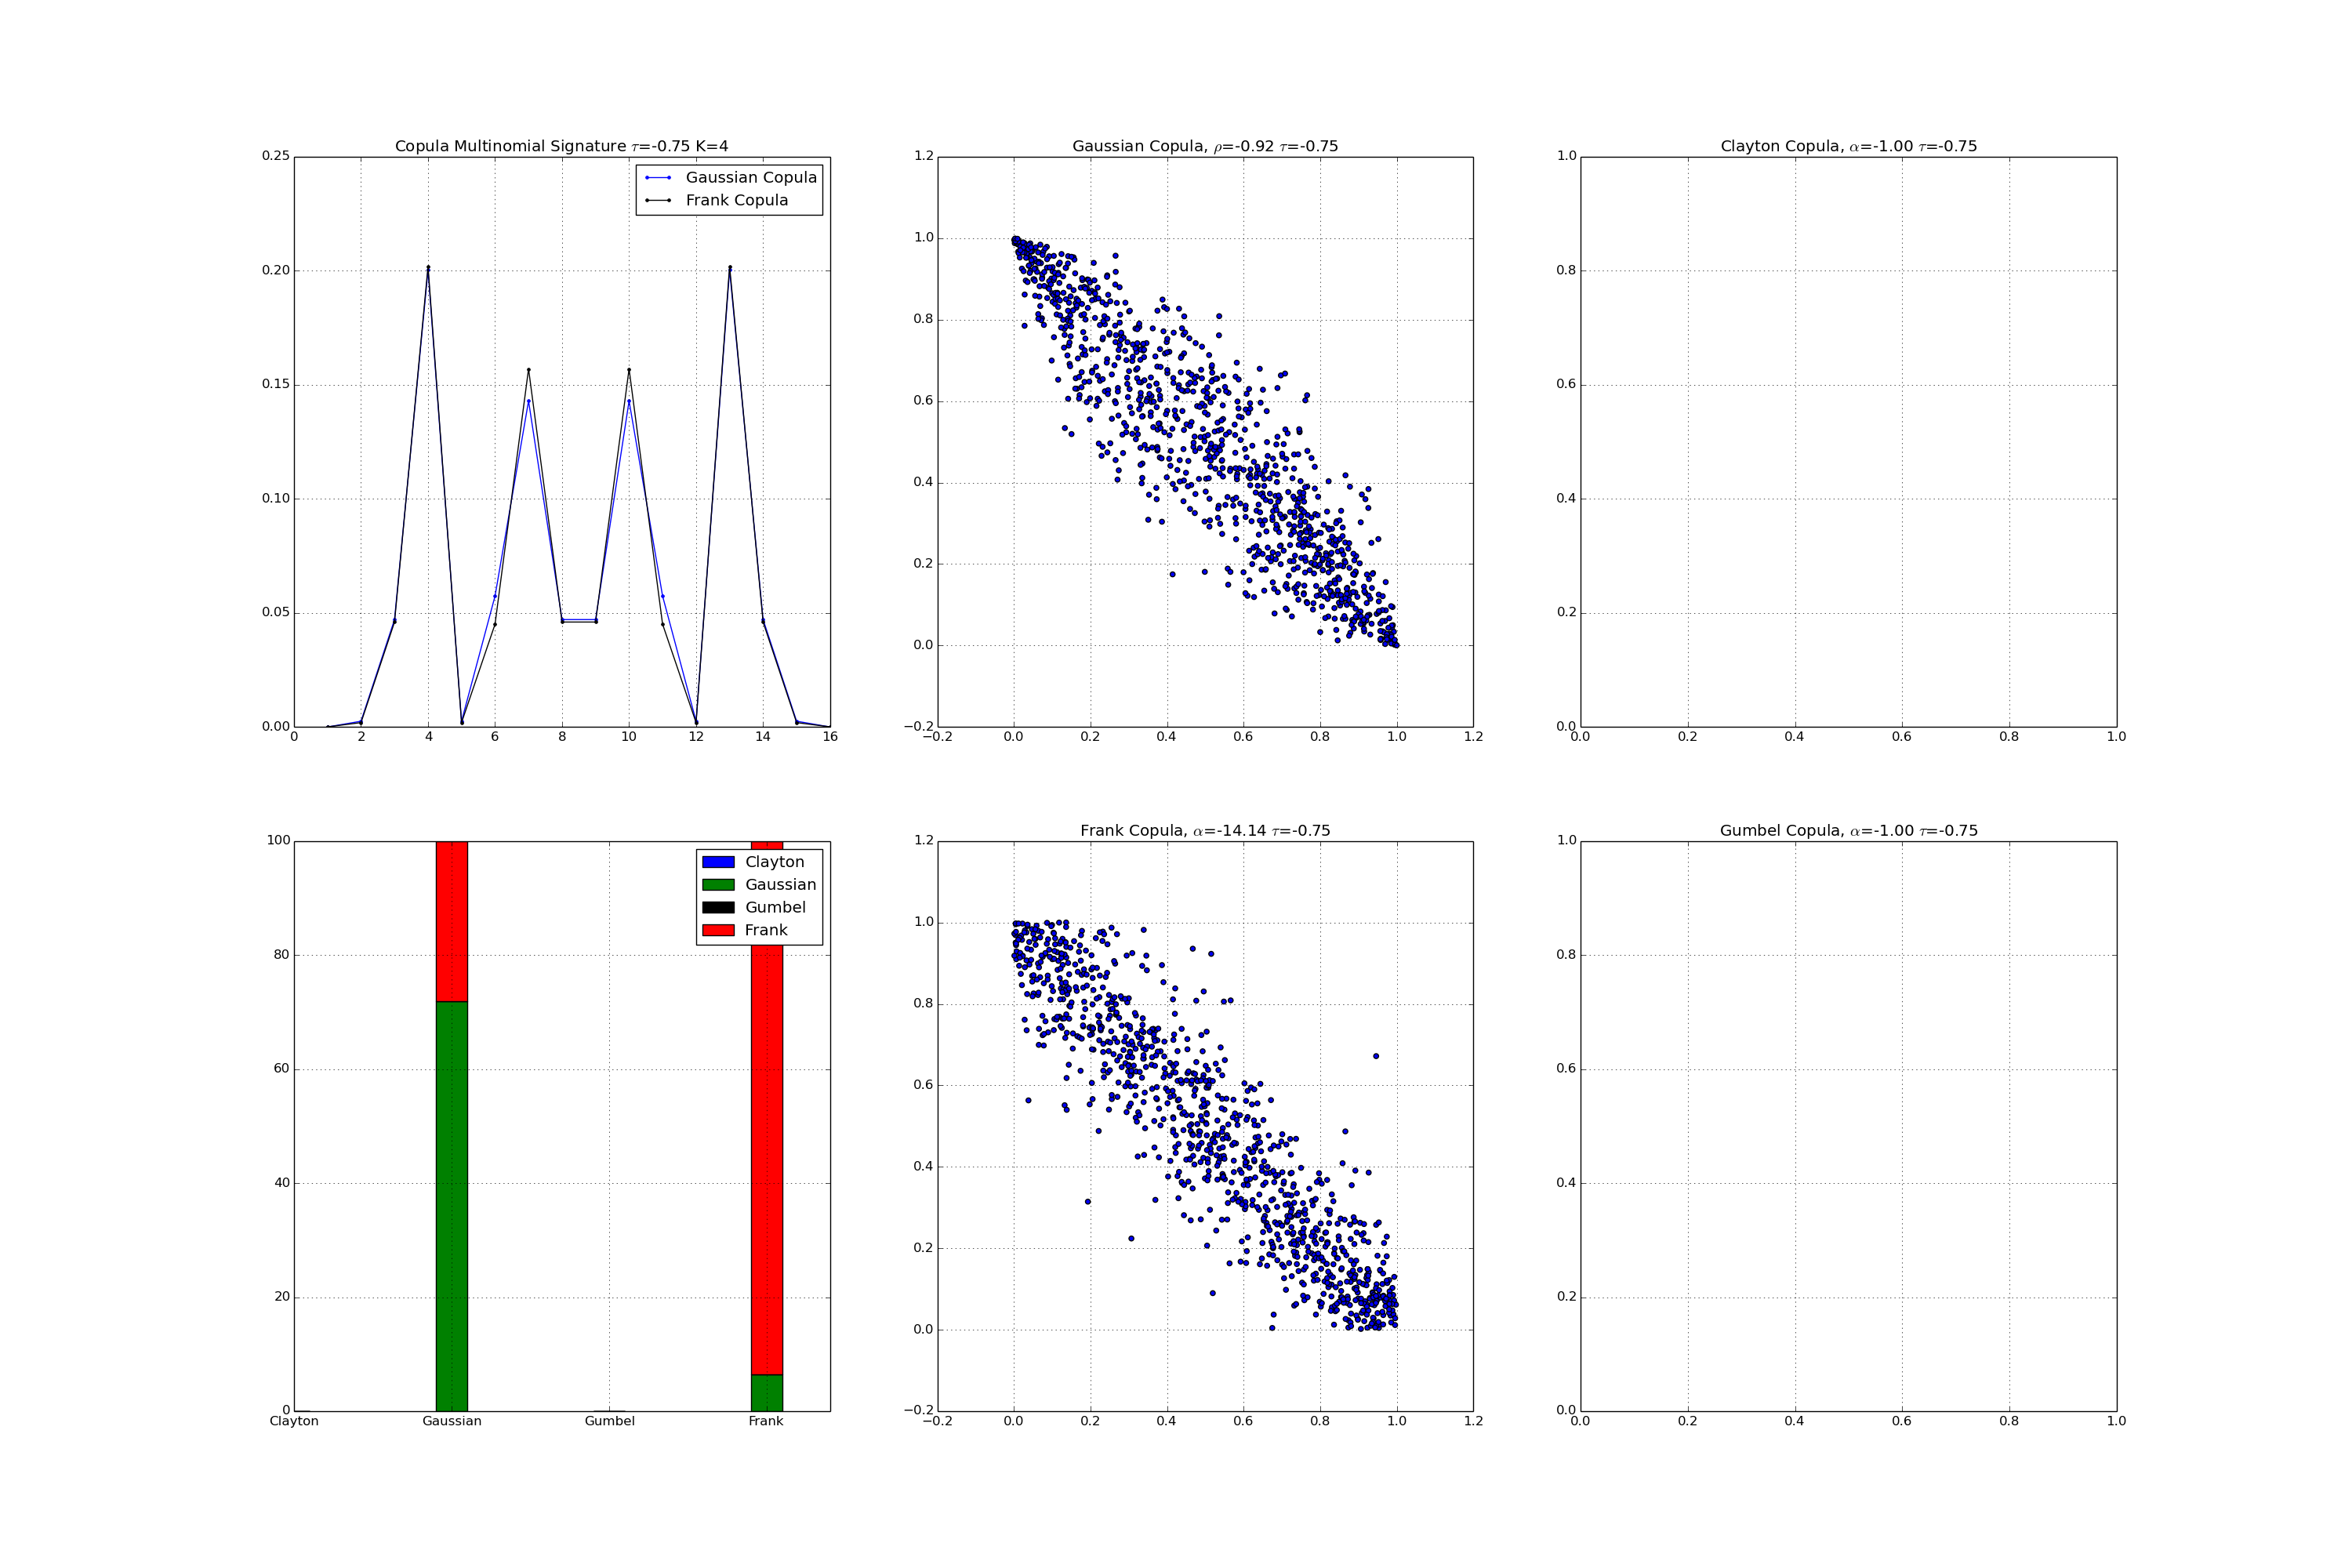 Copula Multinomial Signature τ=-0.75 K=4
0.25
0.20
0.15
0.10
0.05
0.00
0 2 4 6 8 10 12 14 16
Gaussian Copula
Frank Copula
Gaussian Copula, ρ=-0.92 τ=-0.75
1.2
1.0
0.8
0.6
0.4
0.2
0.0
−0.2
−0.2 0.0 0.2 0.4 0.6 0.8 1.0 1.2
Clayton Copula, α=-1.00 τ=-0.75
1.0
0.8
0.6
0.4
0.2
0.0
0.0 0.2 0.4 0.6 0.8 1.0
100
80
60
40
20
0
Clayton Gaussian Gumbel Frank
Clayton
Gaussian
Gumbel
Frank
Frank Copula, α=-14.14 τ=-0.75
1.2
1.0
0.8
0.6
0.4
0.2
0.0
−0.2
−0.2 0.0 0.2 0.4 0.6 0.8 1.0 1.2
Gumbel Copula, α=-1.00 τ=-0.75
1.0
0.8
0.6
0.4
0.2
0.0
0.0 0.2 0.4 0.6 0.8 1.0